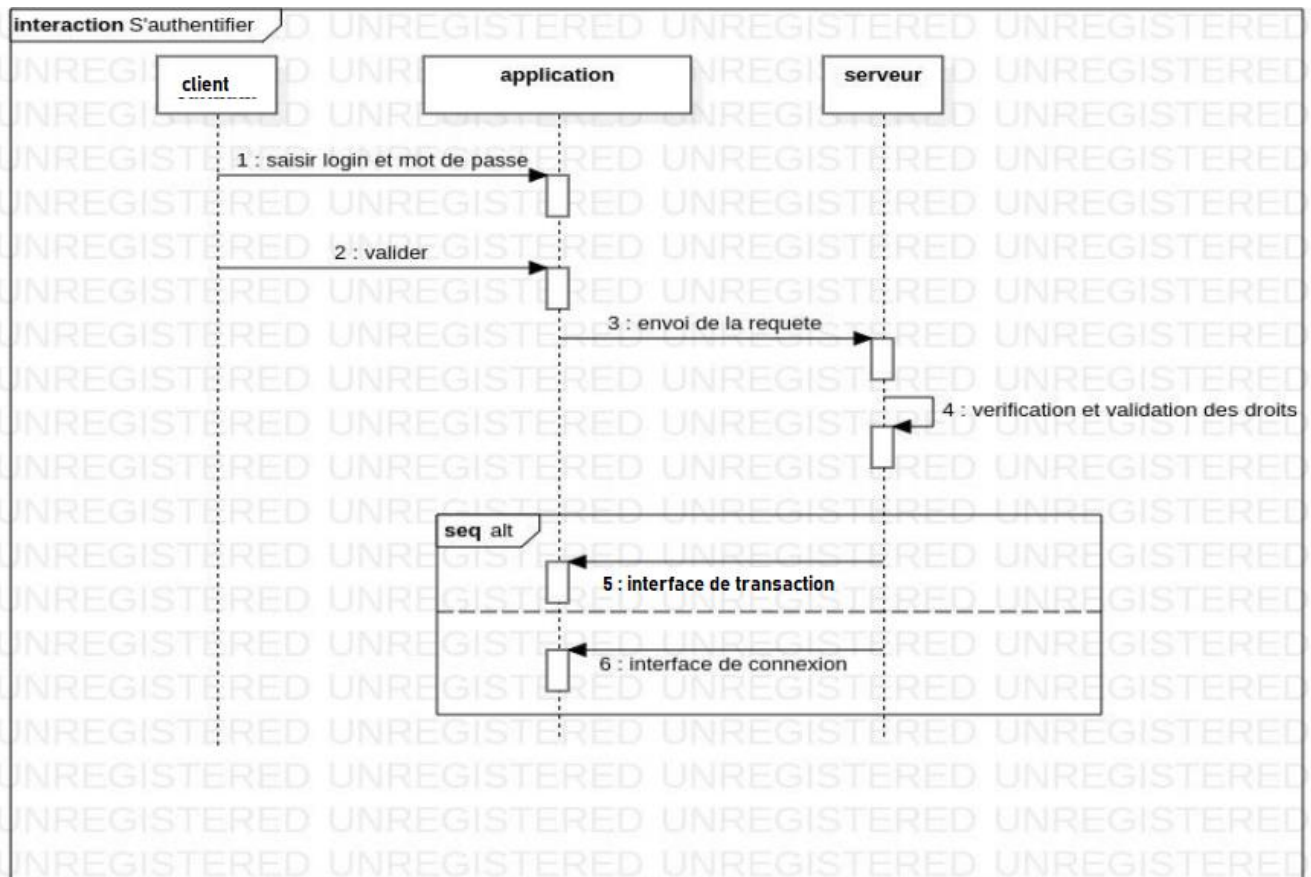 interaction S'authentifier
client
application
serveur
1 : saisir login et mot de passe
2 : valider
3 : envoi de la requete
4 : verification et validation des droits
seq alt
5 : interface de transaction
6 : interface de connexion
UNREGISTERED UNREGISTERED UNREGISTERED UNREGISTERED